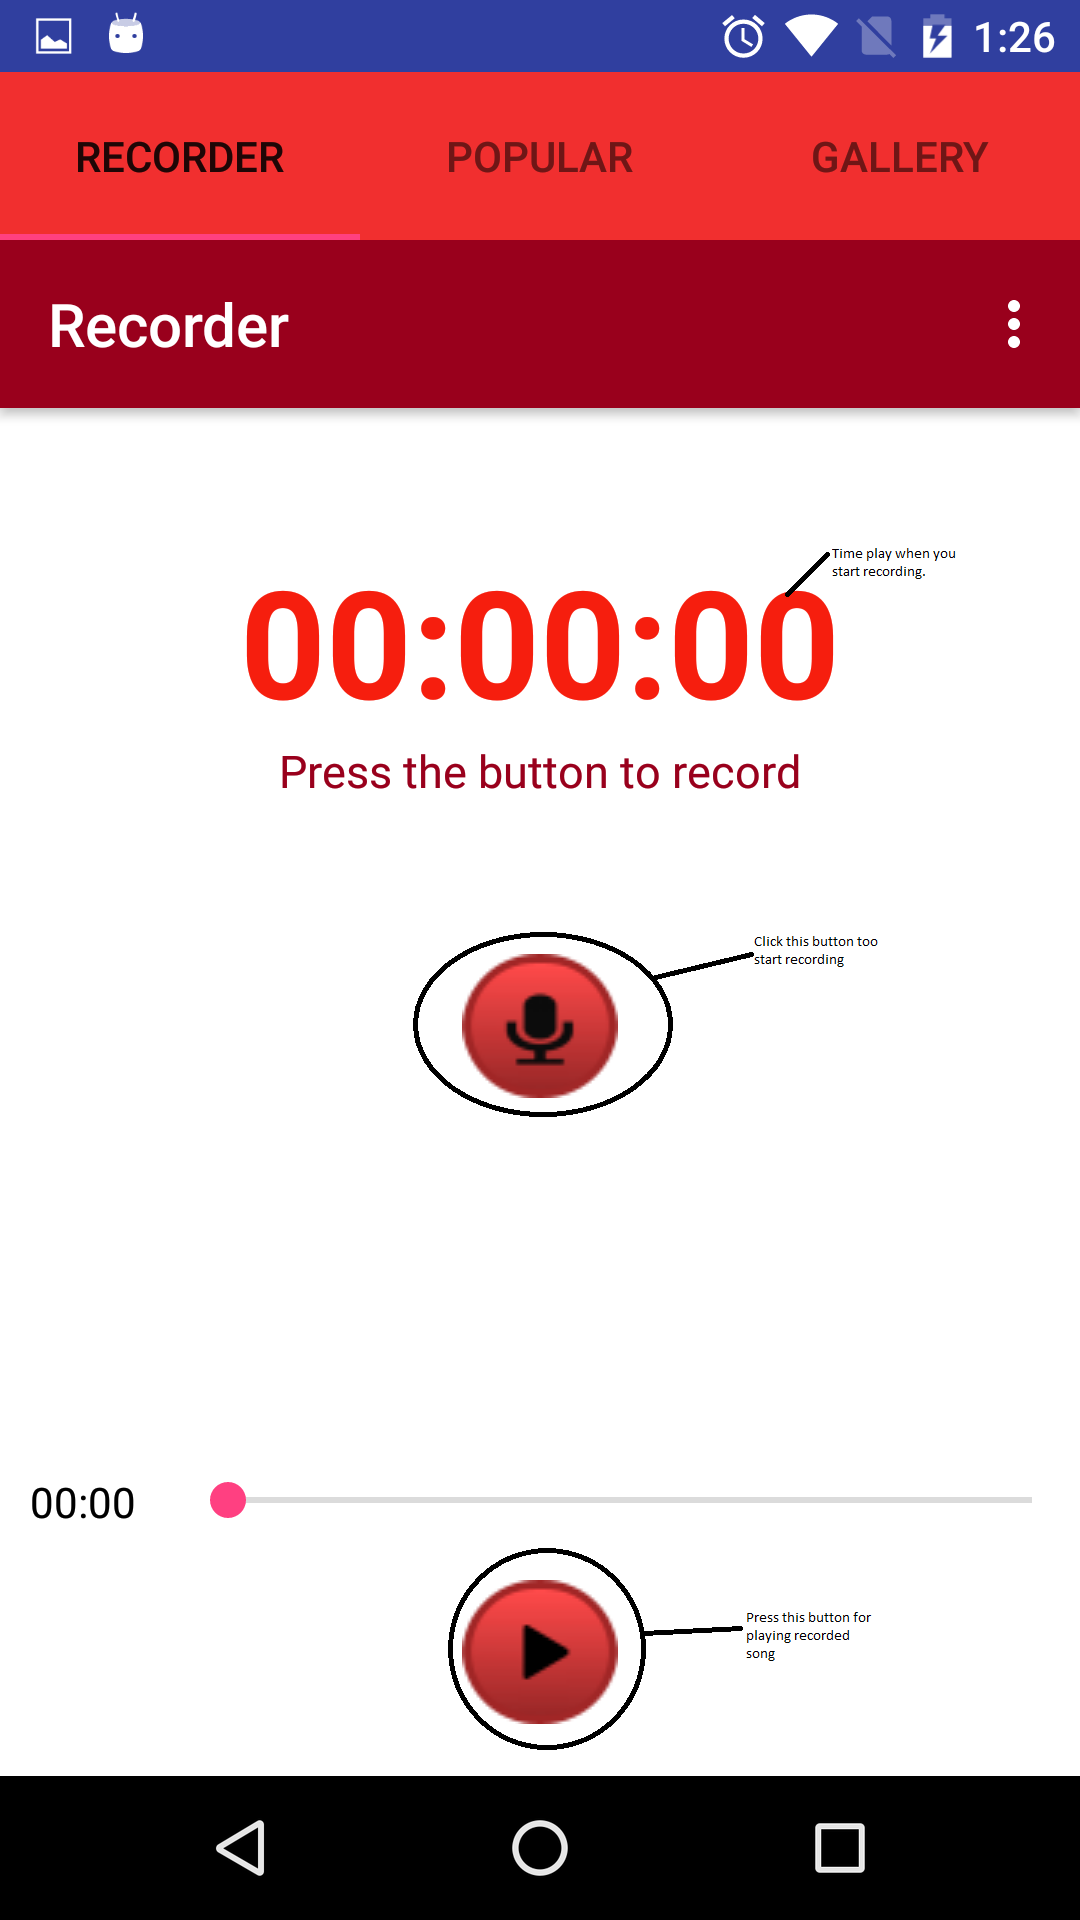 1:26
RECORDER POPULAR GALLERY
Recorder
Time play when you
start recording.
00:00:00
Press the button to record
Click this button too
start recording
00:00
Press this button for
playing recorded
song